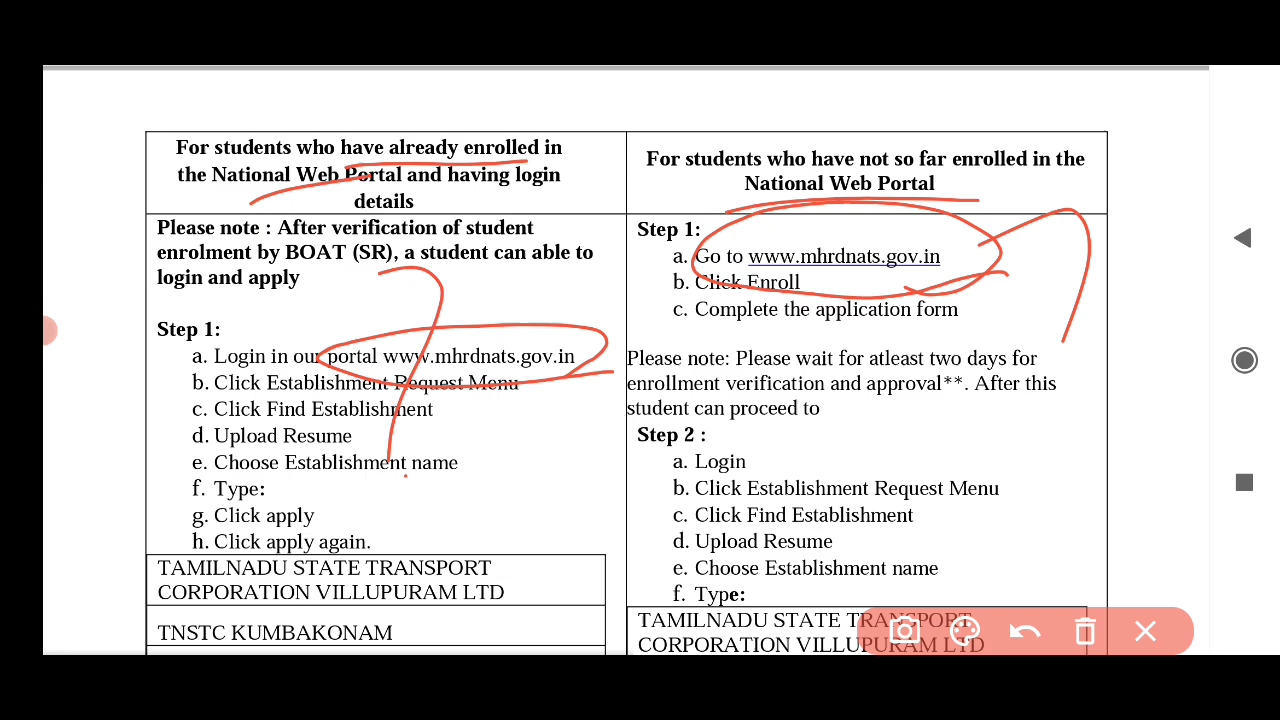 For students who have already enrolled in
the National Web Portal and having login
details
Please note : After verification of student
enrolment by BOAT (SR), a student can able to
login and apply
Step 1:
a. Login in our portal www.mhrdnats.gov.in
b. Click Establishment Request Menu
c. Click Find Establishment
d. Upload Resume
e. Choose Establishment name
f. Type:
g. Click apply
h. Click apply again.
TAMILNADU STATE TRANSPORT
CORPORATION VILLUPURAM LTD
TNSTC KUMBAKONAM
For students who have not so far enrolled in the
National Web Portal
Step 1:
a. Go to www.mhrdnats.gov.in
b. Click Enroll
c. Complete the application form
Please note: Please wait for atleast two days for
enrollment verification and approval**. After this
student can proceed to
Step 2 :
a. Login
b. Click Establishment Request Menu
c. Click Find Establishment
d. Upload Resume
e. Choose Establishment name
f. Type:
TAMILNADU STATE TRANSPORT
CORPORATION VILLUPURAM LTD